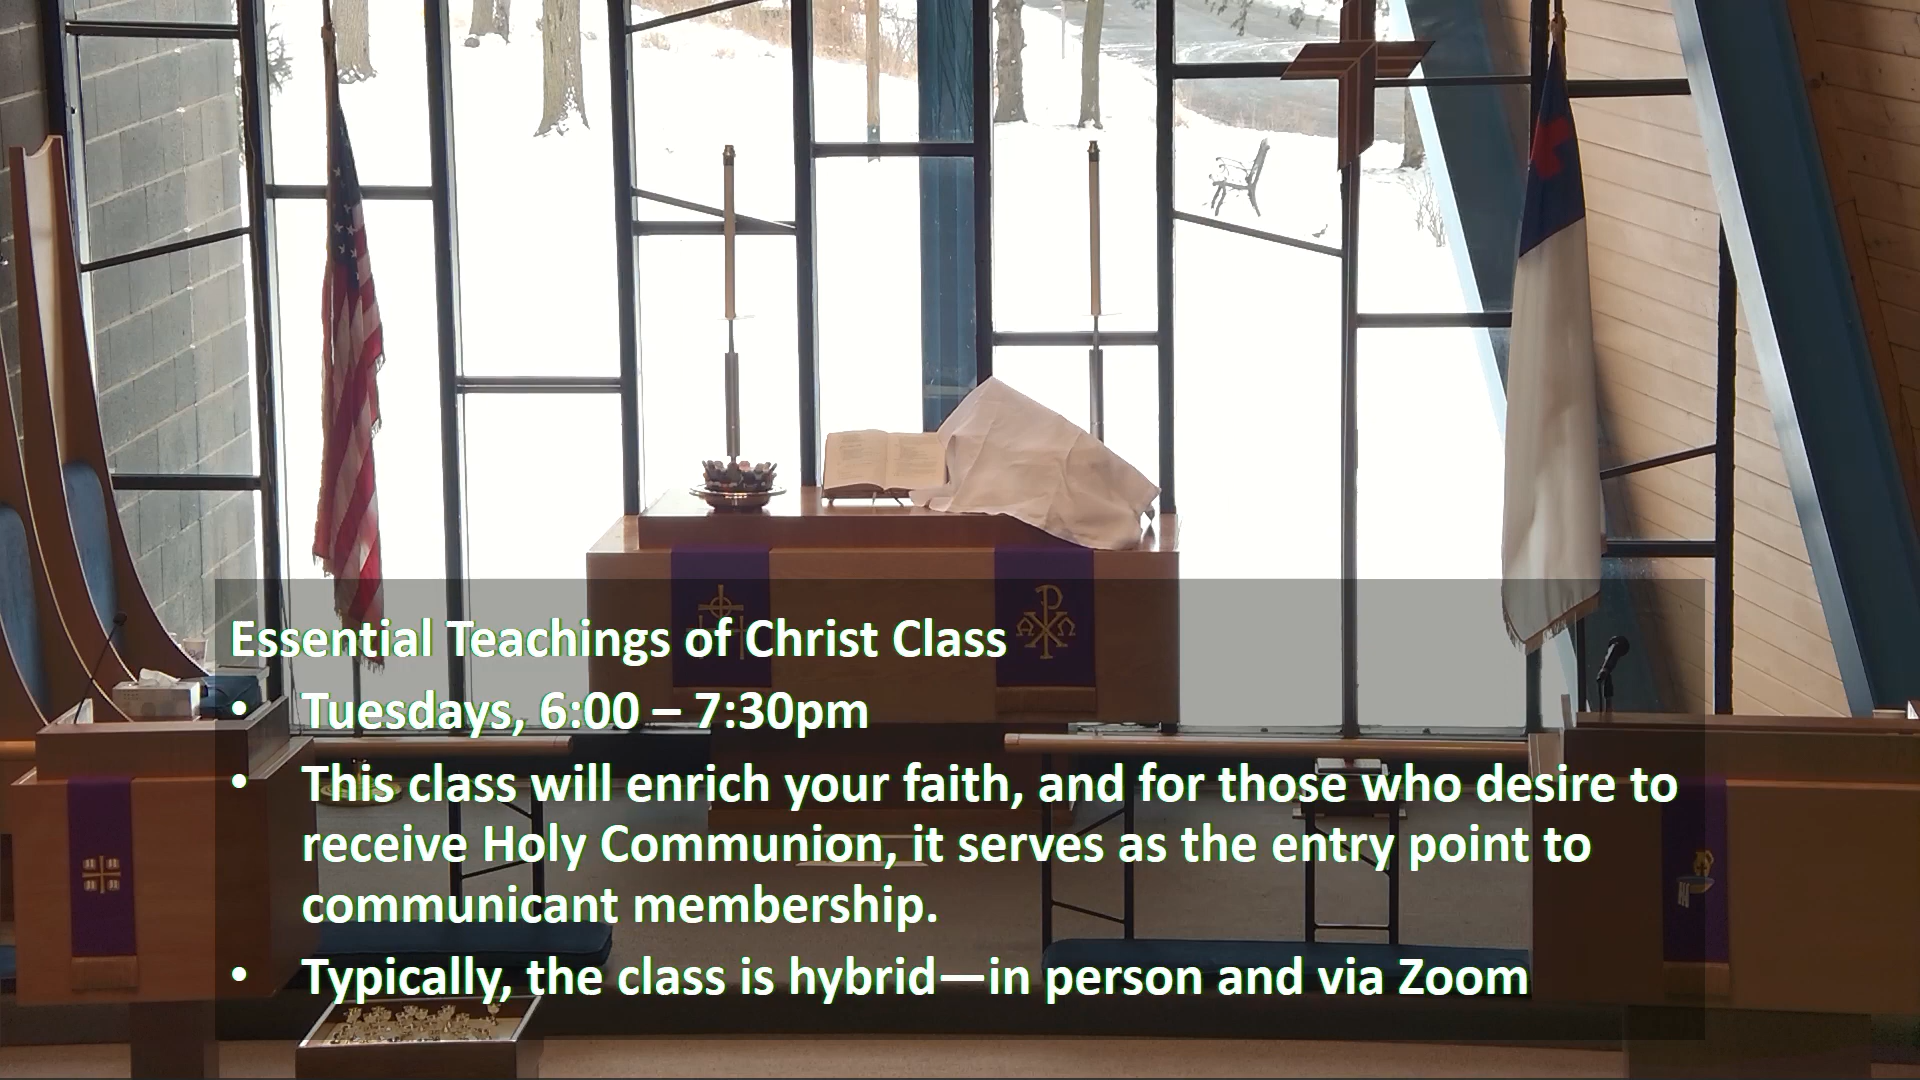 Essential Teachings of Christ Class
• Tuesdays, 6:00 – 7:30pm
• This class will enrich your faith, and for those who desire to
receive Holy Communion, it serves as the entry point to
communicant membership.
• Typically, the class is hybrid—in person and via Zoom